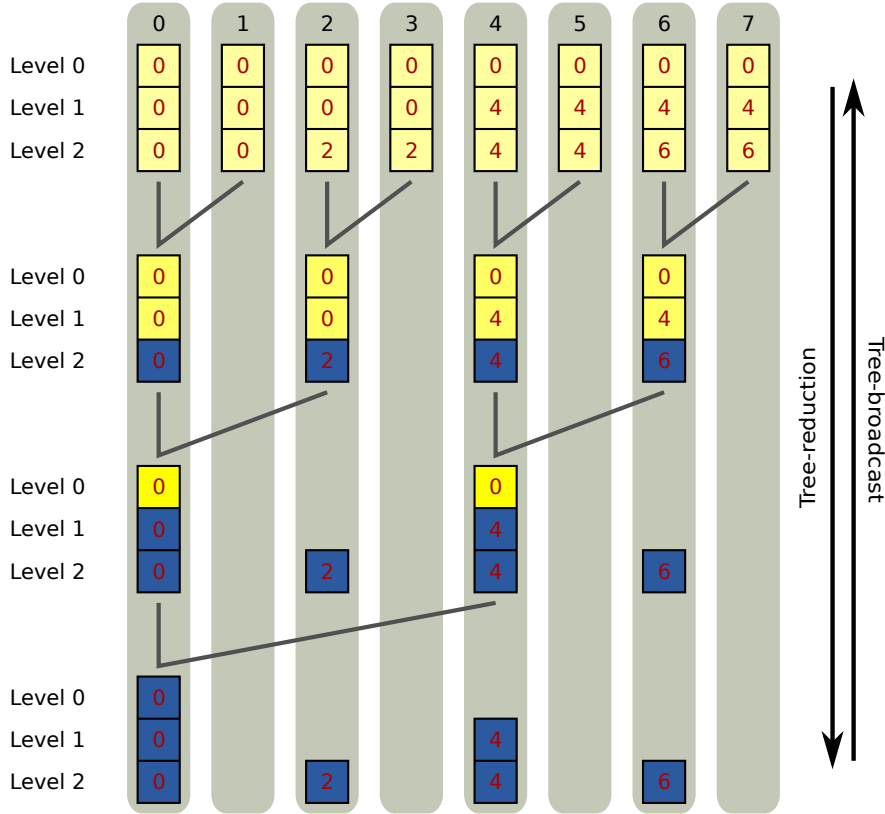 0 1 2 3 4 5 6 7
Level 0 0 0 0 0 0 0 0 0
Level 1 0 0 0 0 4 4 4 4
Level 2 0 0 2 2 4 4 6 6
Level 0 0 0 0 0
Level 1 0 0 4 4
Level 2 0 2 4 6
Level 0 0 0
Level 1 0 4
Level 2 0 2 4 6
Level 0 0
Level 1 0 4
Level 2 0 2 4 6
Tree-reduction
Tree-broadcast